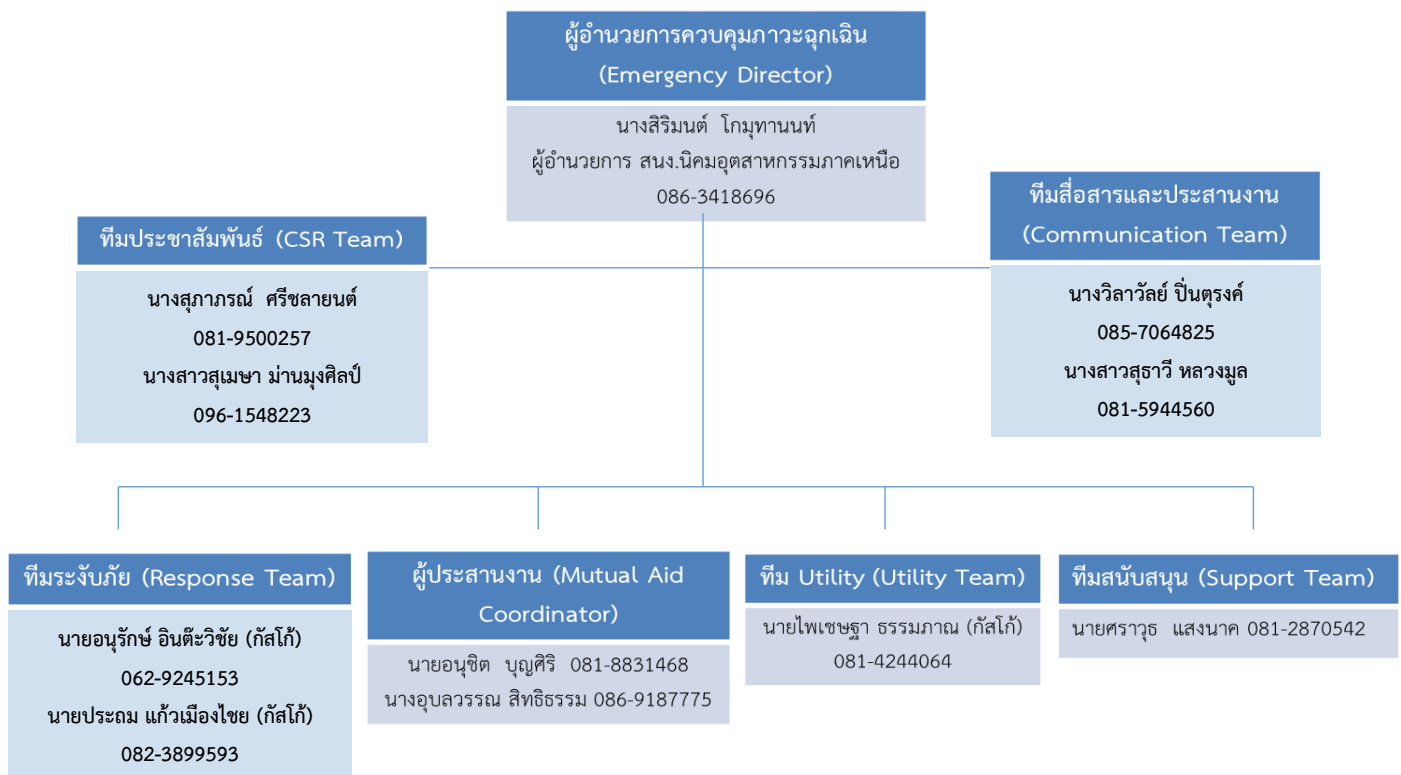 ผู้อำนวยการควบคุมภาวะฉุกเฉิน
(Emergency Director)
นางสิริมนต์ โกมุทานนท์
ผู้อำนวยการ สนง.นิคมอุตสาหกรรมภาคเหนือ
086-3418696
ทีมประชาสัมพันธ์ (CSR Team)
นางสุภาภรณ์ ศรีชลายนต์
081-9500257
นางสาวสุเมษา ม่านมุงศิลป์
096-1548223
ทีมสื่อสารและประสานงาน
(Communication Team)
นางวิลาวัลย์ ปิ่นตุรงค์
085-7064825
นางสาวสุธาวี หลวงมูล
081-5944560
ทีมระงับภัย (Response Team)
นายอนุรักษ์ อินต๊ะวิชัย (กัสโก้)
062-9245153
นายประถม แก้วเมืองไชย (กัสโก้)
082-3899593
ผู้ประสานงาน (Mutual Aid
Coordinator)
นายอนุชิต บุญศิริ 081-8831468
นางอุบลวรรณ สิทธิธรรม 086-9187775
ทีม Utility (Utility Team)
นายไพเชษฐา ธรรมภาณ (กัสโก้)
081-4244064
ทีมสนับสนุน (Support Team)
นายศราวุธ แสงนาค 081-2870542